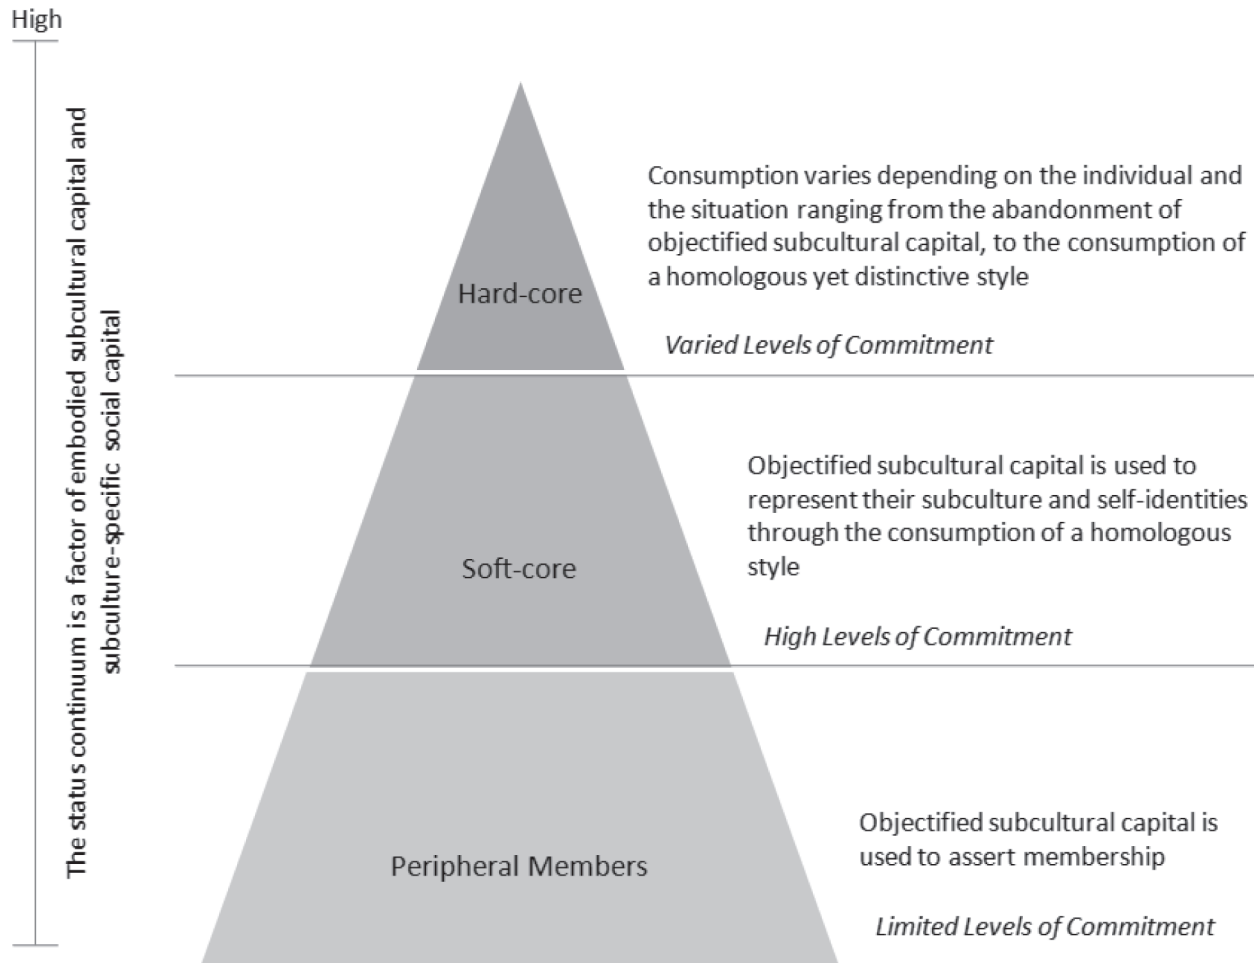 High
The status continuum is a factor of embodied subcultural capital and
subculture-specific social capital
Hard-core
Consumption varies depending on the individual and
the situation ranging from the abandonment of
objectified subcultural capital, to the consumption of
a homologous yet distinctive style
Varied Levels of Commitment
Soft-core
Objectified subcultural capital is used to
represent their subculture and self-identities
through the consumption of a homologous
style
High Levels of Commitment
Peripheral Members
Objectified subcultural capital is
used to assert membership
Limited Levels of Commitment